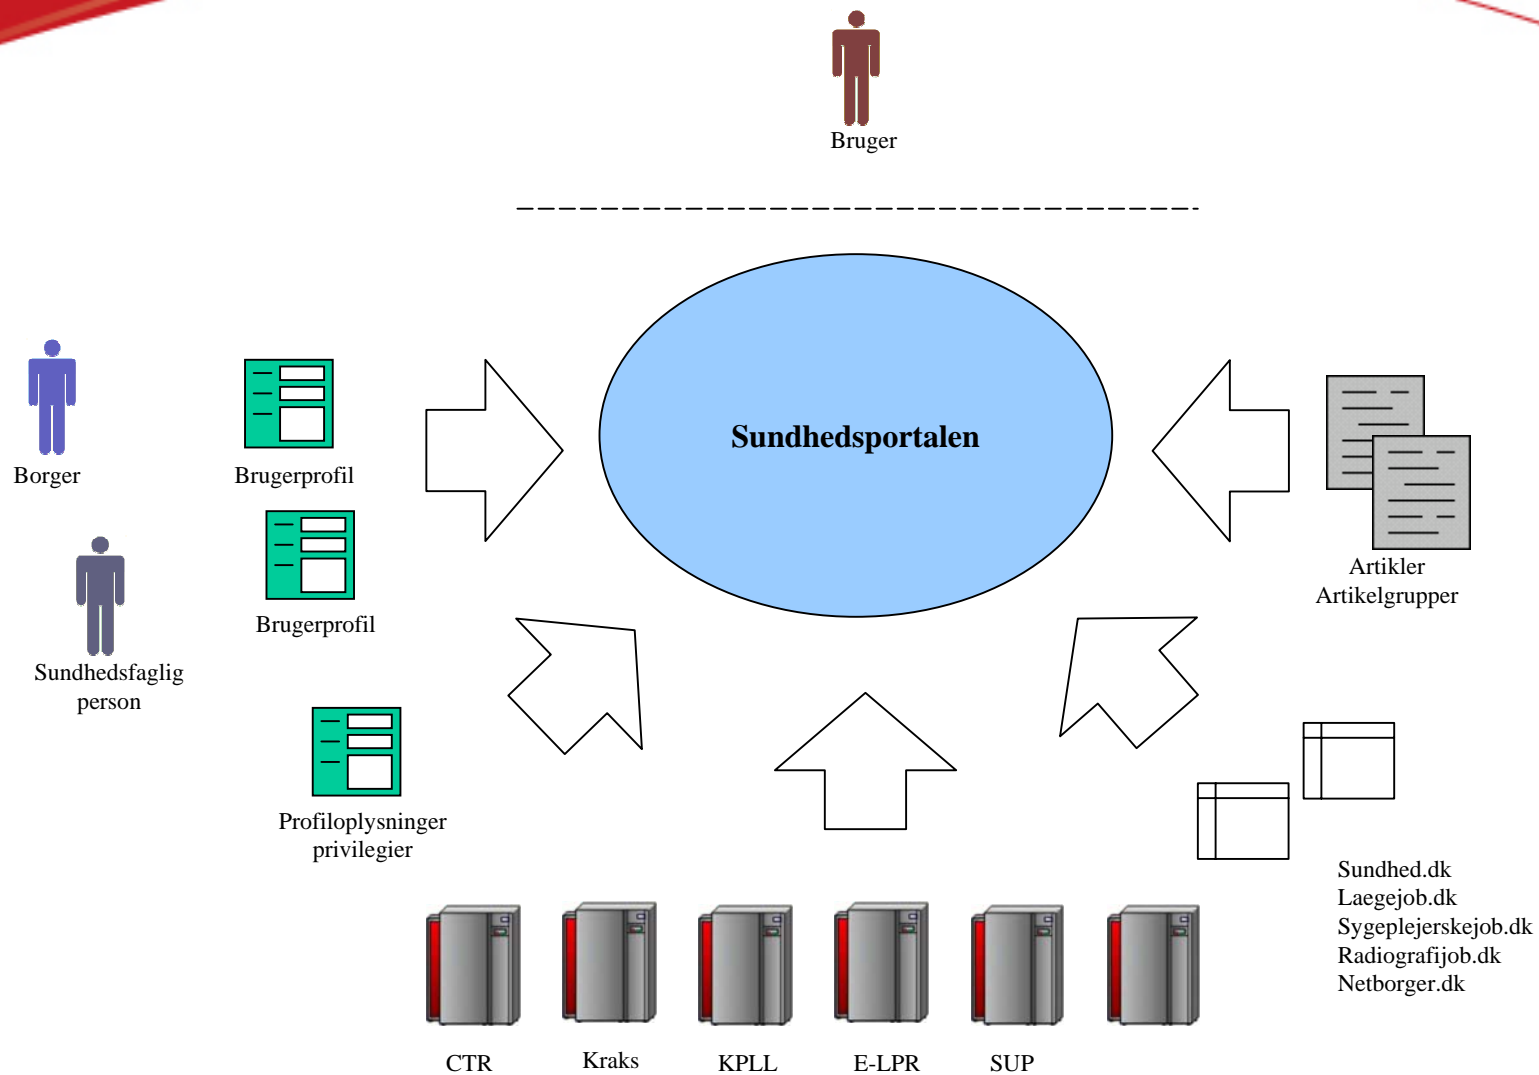 Bruger
Sundhedsportalen
Borger
Brugerprofil
Artikler
Artikelgrupper
Brugerprofil
Sundhedsfaglig
person
Profiloplysninger
privilegier
Sundhed.dk
Laegejob.dk
Sygeplejerskejob.dk
Radiografijob.dk
Netborger.dk
CTR
Kraks
KPLL
E-LPR
SUP